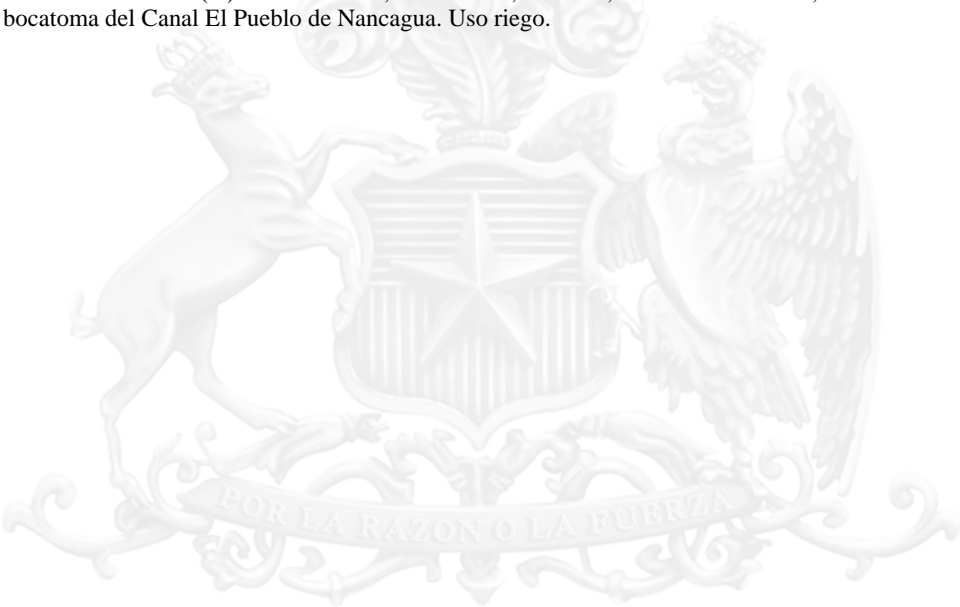 bocatoma del Canal El Pueblo de Nancagua. Uso riego.
POR LA RAZON O LA FUERZA